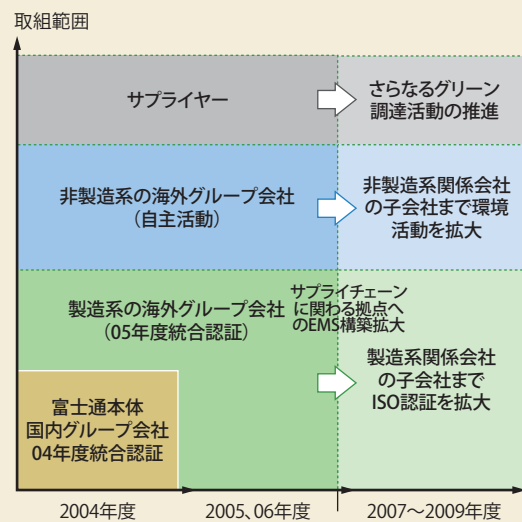 取組範囲
サプライヤー
さらなるグリーン
調達活動の推進
非製造系の海外グループ会社
（自主活動）
非製造系関係会社
の子会社まで環境
活動を拡大
製造系の海外グループ会社
（05年度統合認証）
サプライチェーン
に関わる拠点へ
のEMS構築拡大
製造系関係会社
の子会社まで
ISO認証を拡大
富士通本体
国内グループ会社
04年度統合認証
2004年度
2005、06年度
2007～2009年度